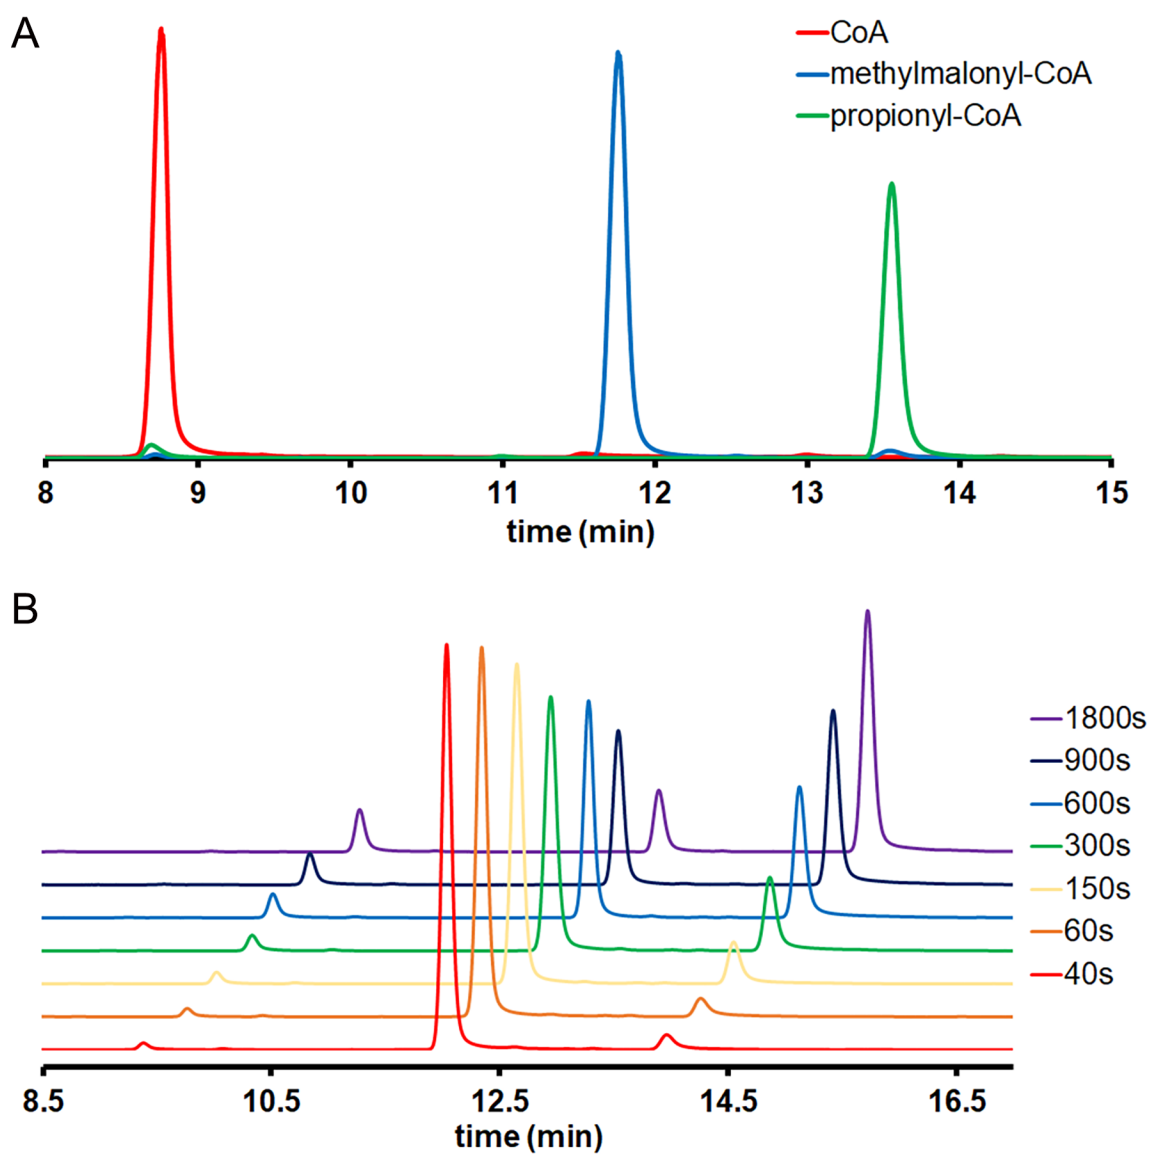 A
CoA
methylmalonyl-CoA
propionyl-CoA
8 9 10 11 12 13 14 15
time (min)
B
1800s
900s
600s
300s
150s
60s
40s
8.5 10.5 12.5 14.5 16.5
time (min)